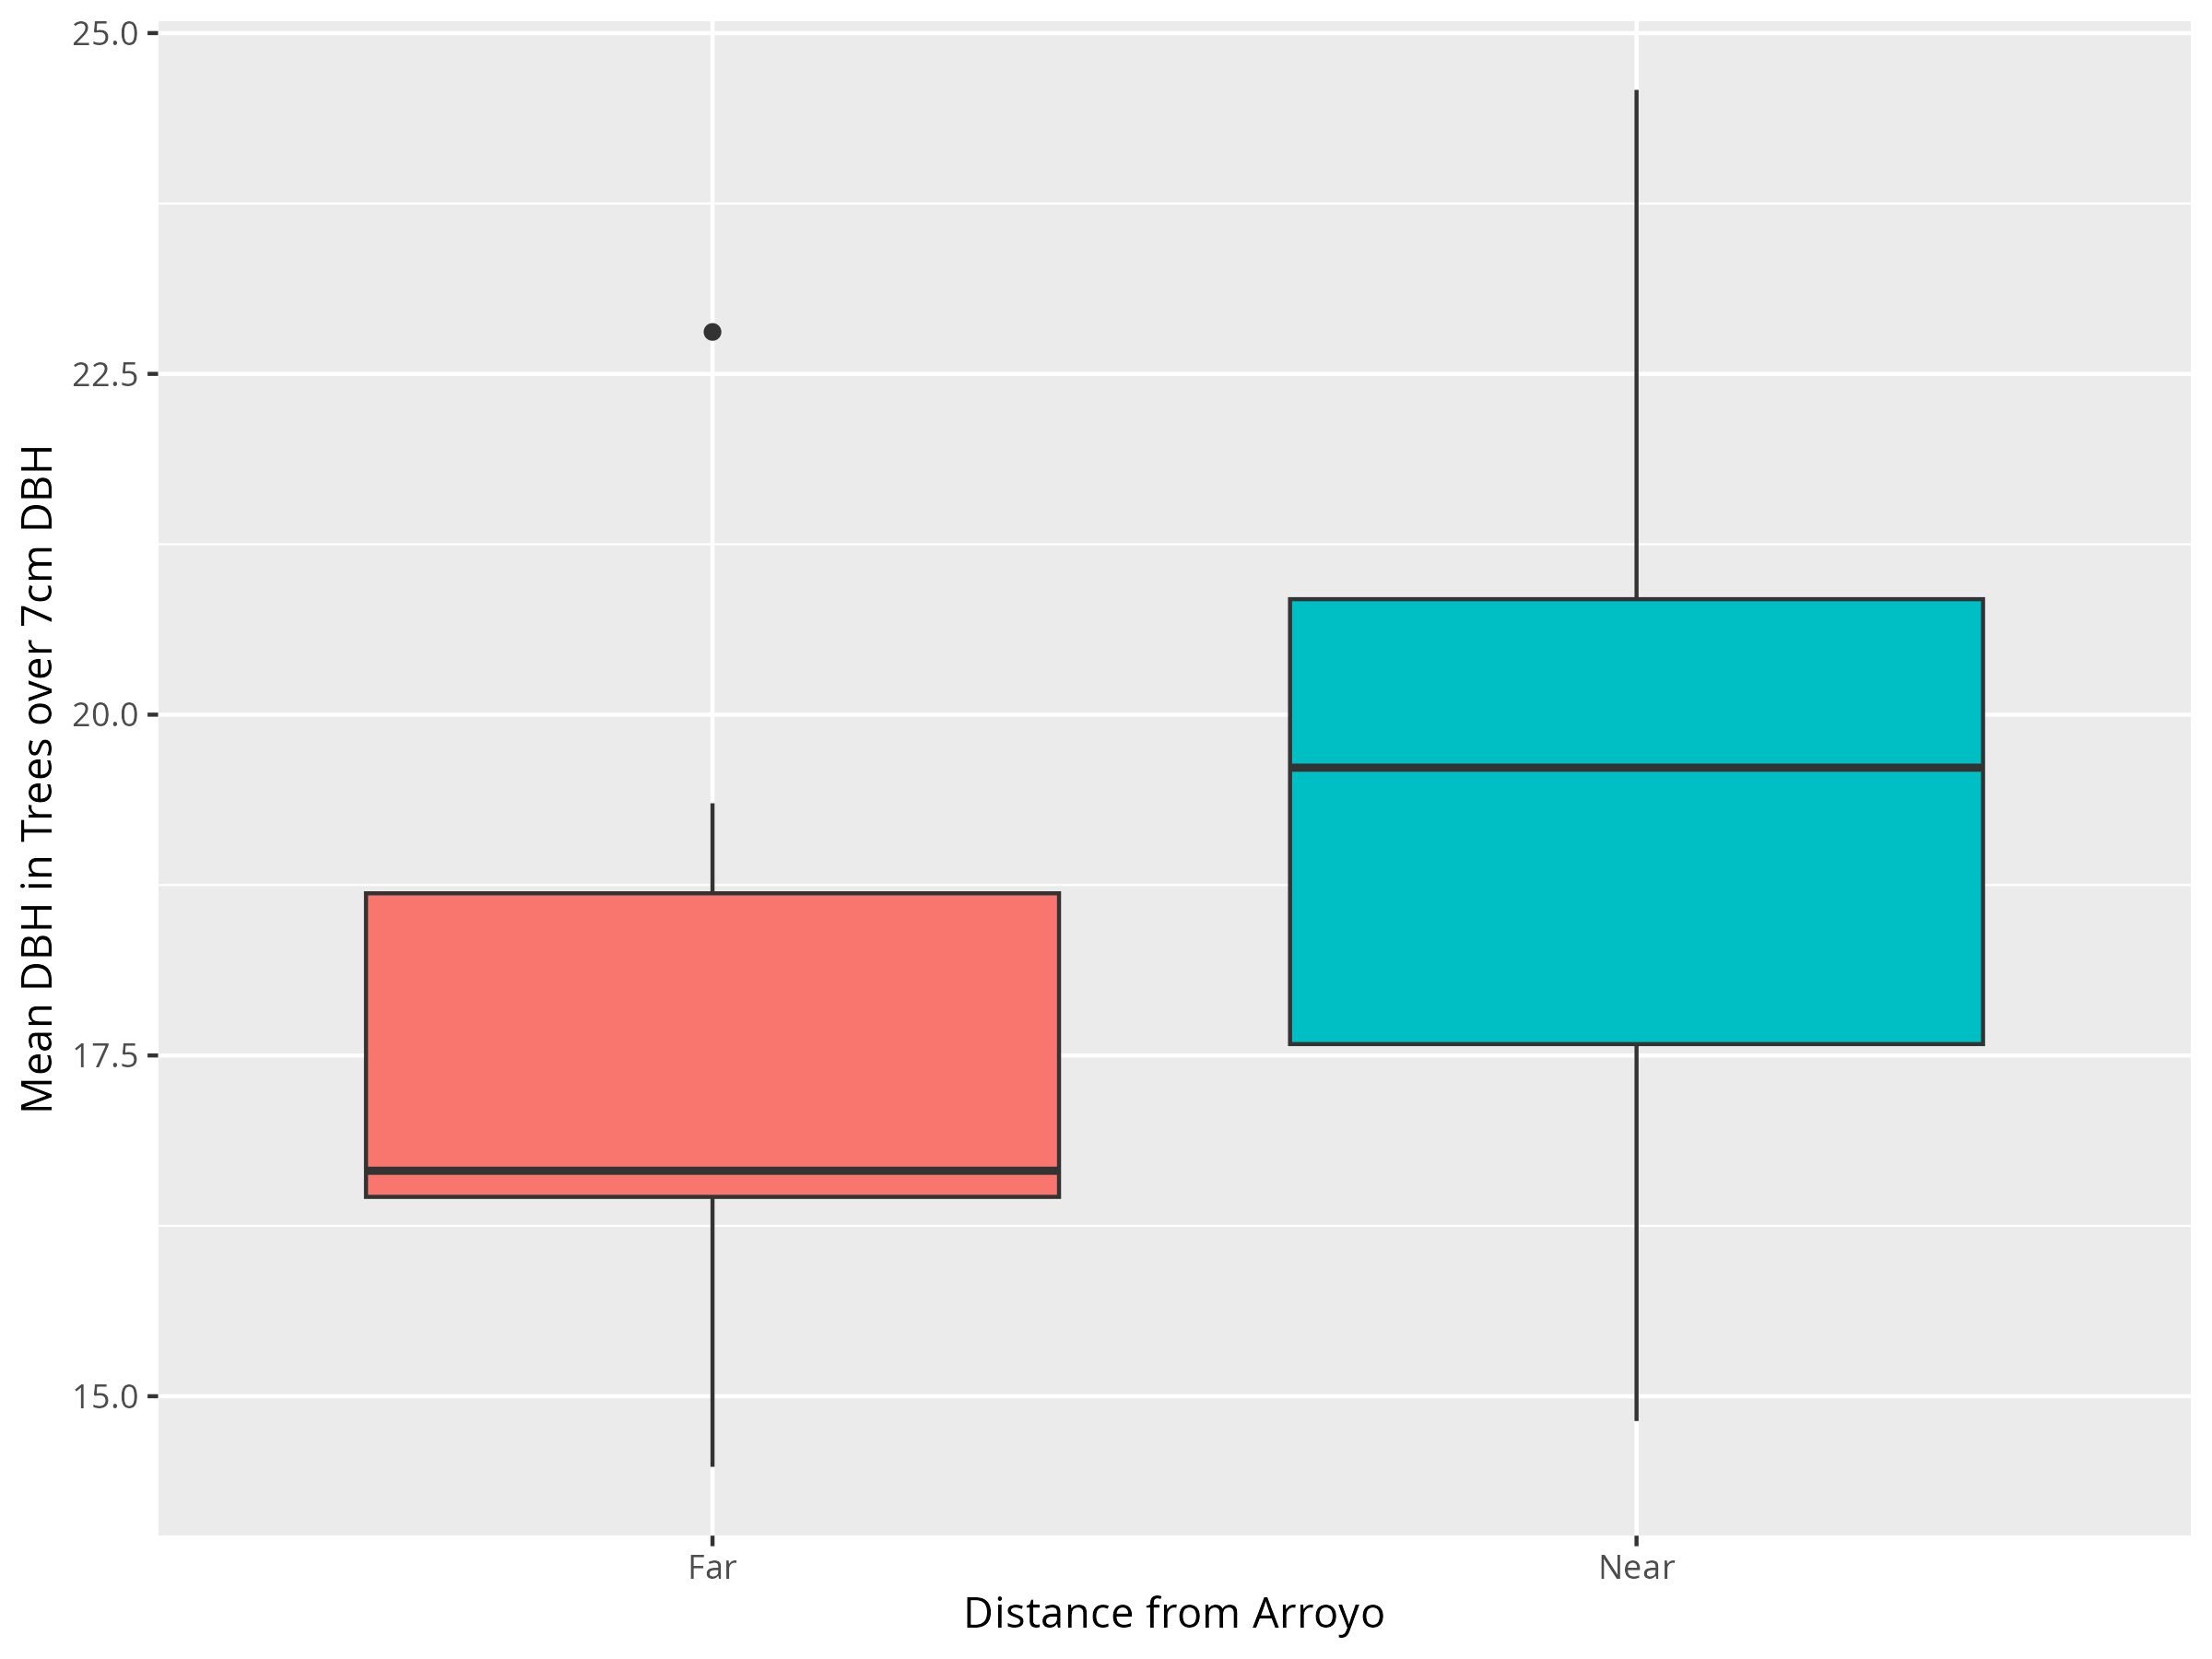 Mean DBH in Trees over 7cm DBH
25.0
22.5
20.0
17.5
15.0
Far
Near
Distance from Arroyo